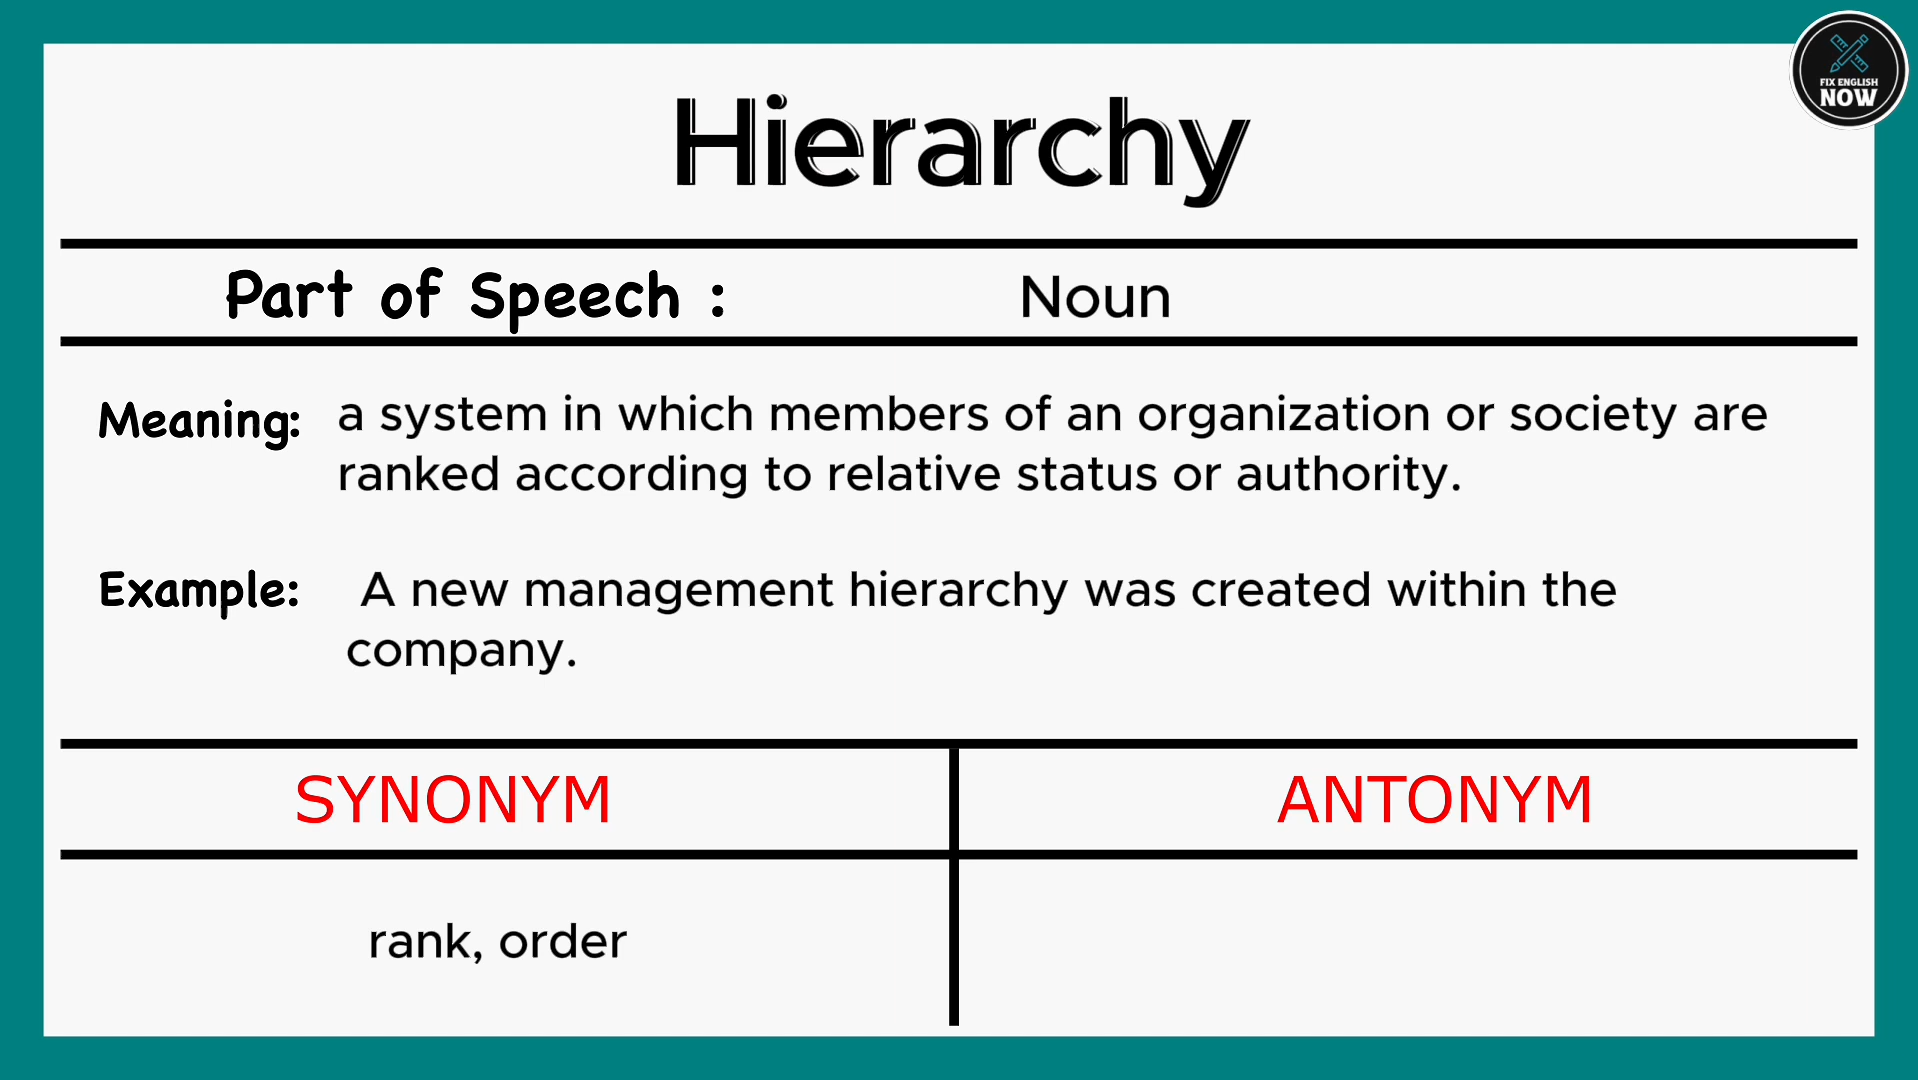 FIX ENGLISH
NOW
Hierarchy
Part of Speech : Noun
Meaning: a system in which members of an organization or society are
ranked according to relative status or authority.
Example: A new management hierarchy was created within the
company.
SYNONYM ANTONYM
rank, order